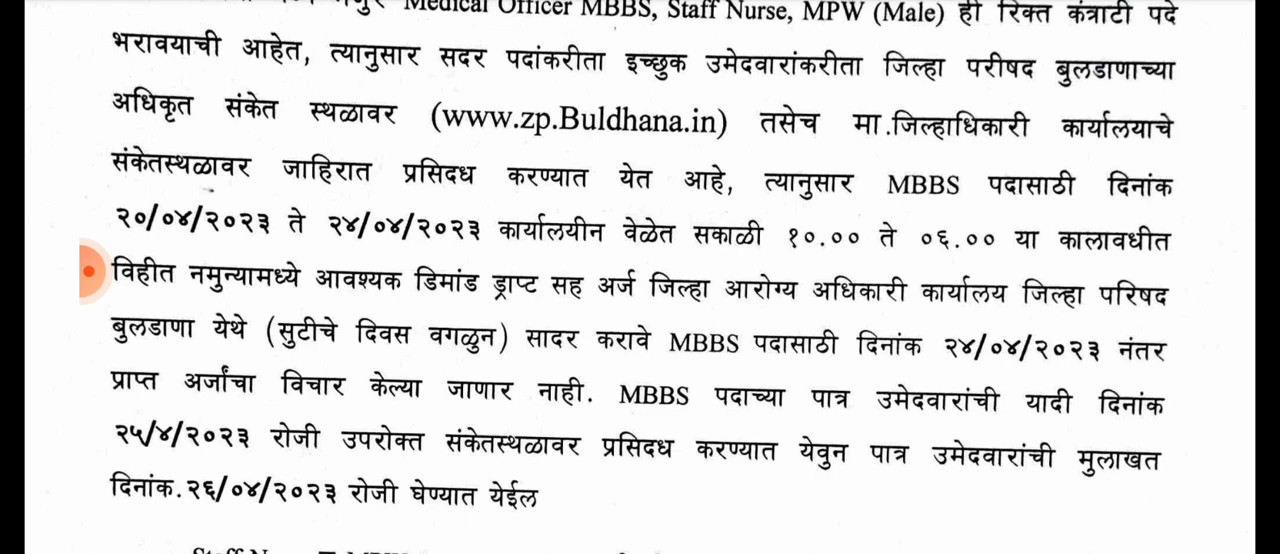 Medical Officer MBBS, Staff Nurse, MPW (Male) ही रिक्त कंत्राटी पदे
भरावयाची आहेत, त्यानुसार सदर पदांकरीता इच्छुक उमेदवारांकरीता जिल्हा परीषद बुलडाणाच्या
अधिकृत संकेत स्थळावर (www.zp.Buldhana.in) तसेच मा.जिल्हाधिकारी कार्यालयाचे
संकेतस्थळावर जाहिरात प्रसिदध करण्यात येत आहे, त्यानुसार MBBS पदासाठी दिनांक
२०/०४/२०२३ ते २४/०४/२०२३ कार्यालयीन वेळेत सकाळी १०.०० ते ०६.०० या कालावधीत
विहीत नमुन्यामध्ये आवश्यक डिमांड ड्राप्ट सह अर्ज जिल्हा आरोग्य अधिकारी कार्यालय जिल्हा परिषद
बुलडाणा येथे (सुटीचे दिवस वगळुन) सादर करावे MBBS पदासाठी दिनांक २४/०४/२०२३ नंतर
प्राप्त अर्जांचा विचार केल्या जाणार नाही. MBBS पदाच्या पात्र उमेदवारांची यादी दिनांक
२५/४/२०२३ रोजी उपरोक्त संकेतस्थळावर प्रसिदध करण्यात येवुन पात्र उमेदवारांची मुलाखत
दिनांक.२६/०४/२०२३ रोजी घेण्यात येईल